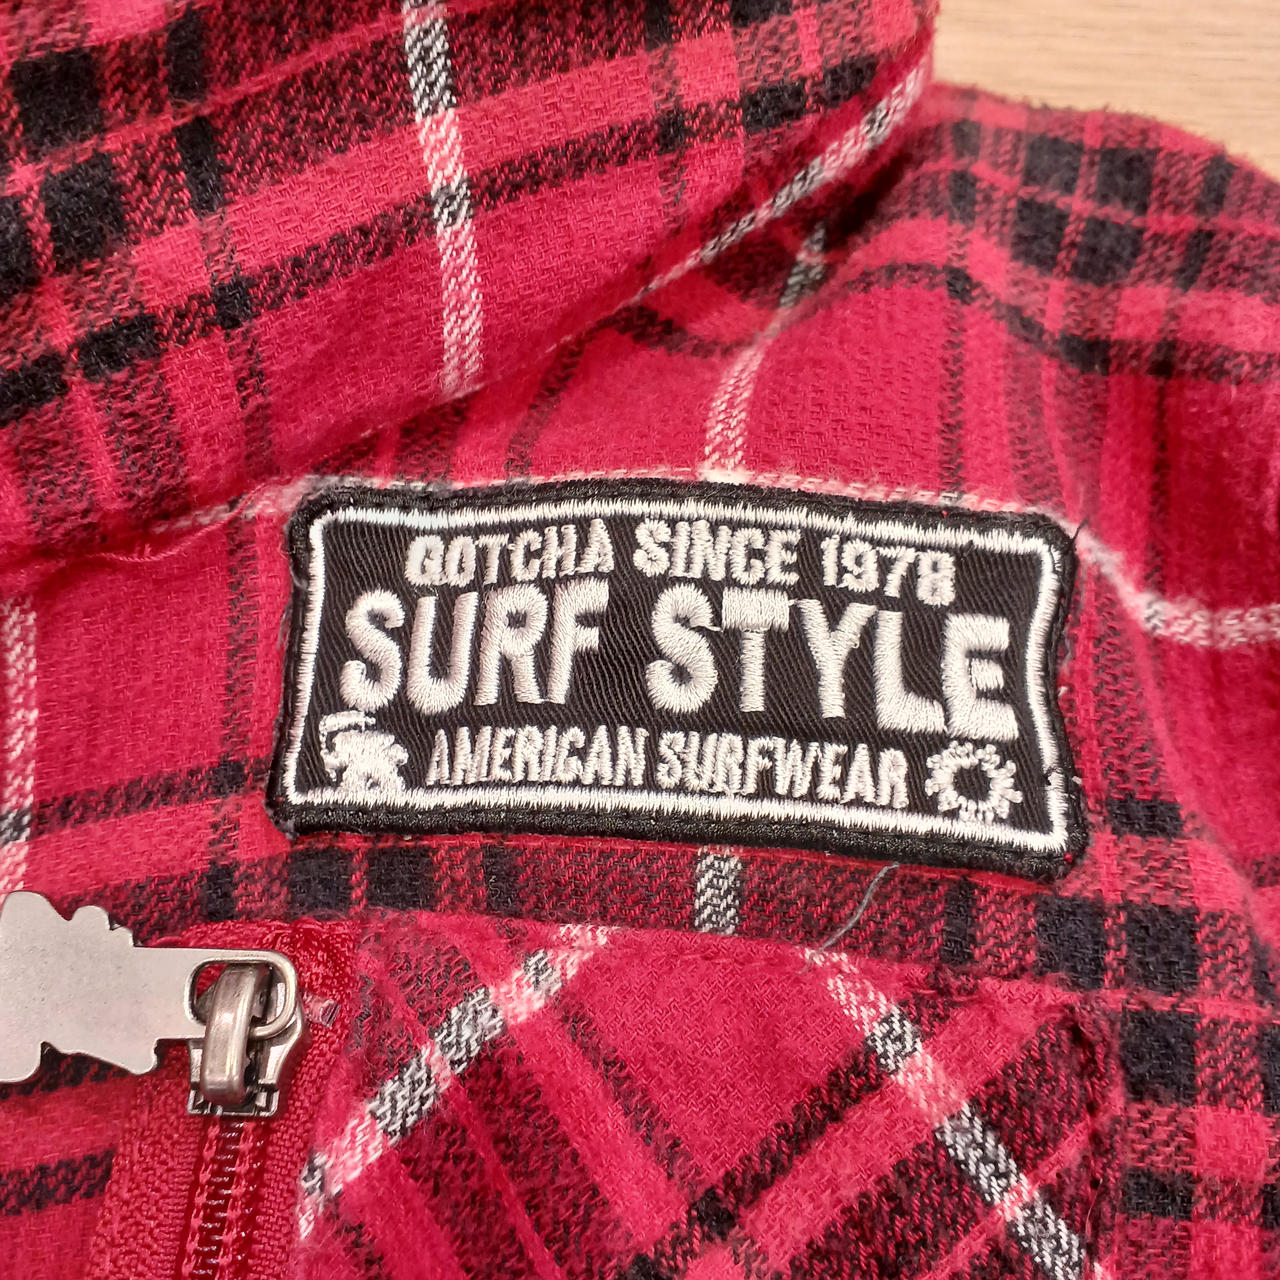 GOTCHA SINCE 1978
SURF STYLE
AMERICAN SURFWEAR